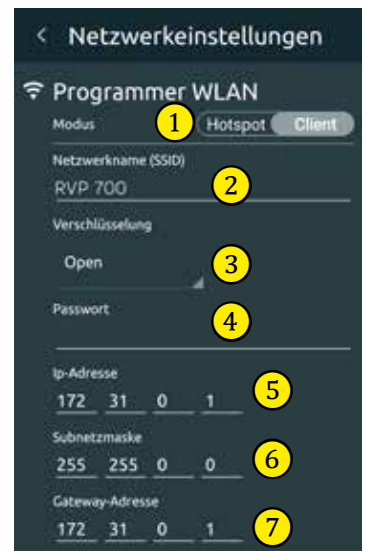 < Netzwerkeinstellungen
Programmer WLAN
Modus 1 Hotspot Client
Netzwerkname (SSID)
RVP 700 2
Verschlüsselung
Open 3
Passwort
4
Ip-Adresse
172 31 0 1 5
Subnetzmaske
255 255 0 0 6
Gateway-Adresse
172 31 0 1 7